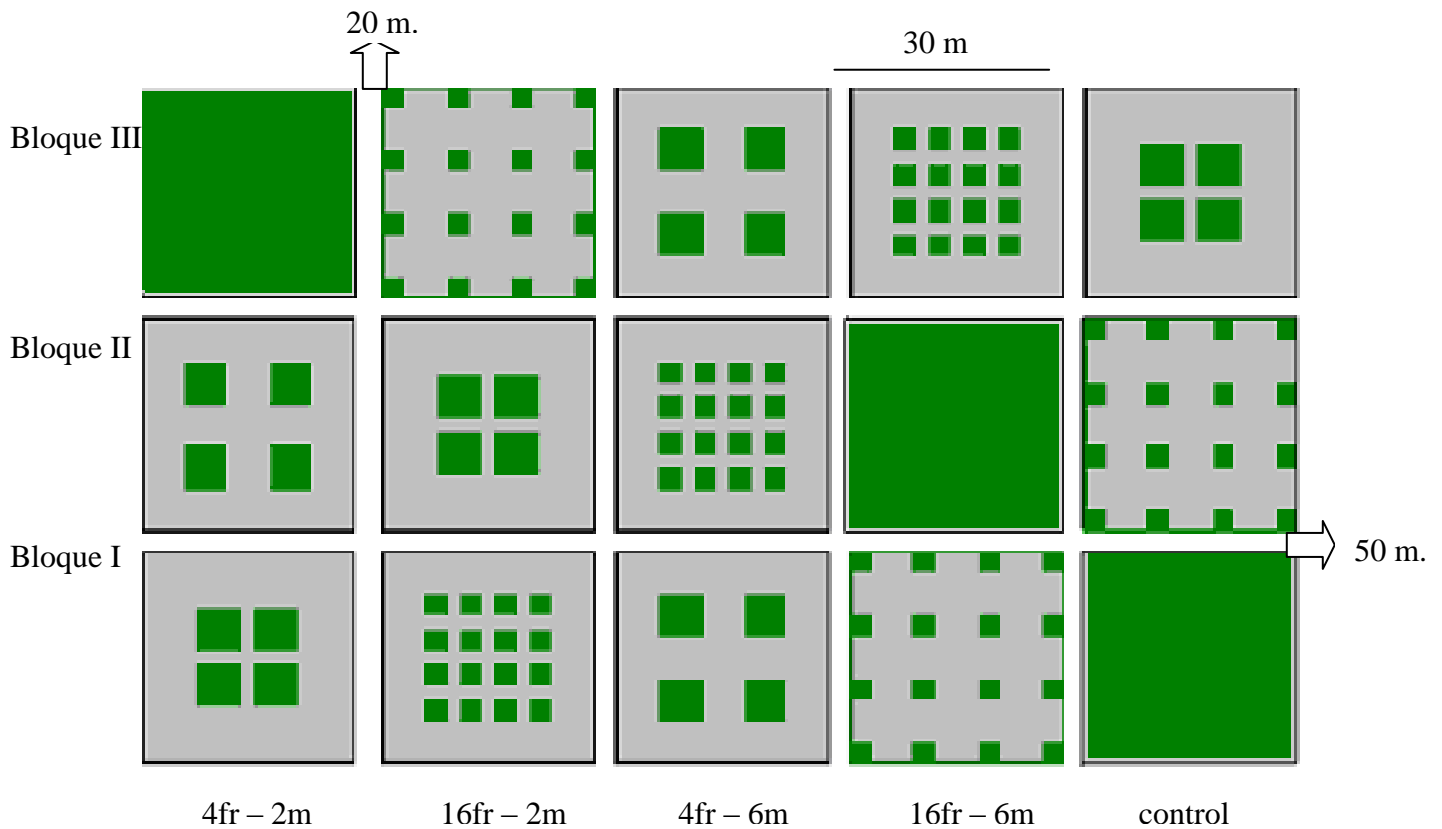 20 m.
30 m
Bloque III
Bloque II
Bloque I
50 m.
4fr – 2m
16fr – 2m
4fr – 6m
16fr – 6m
control